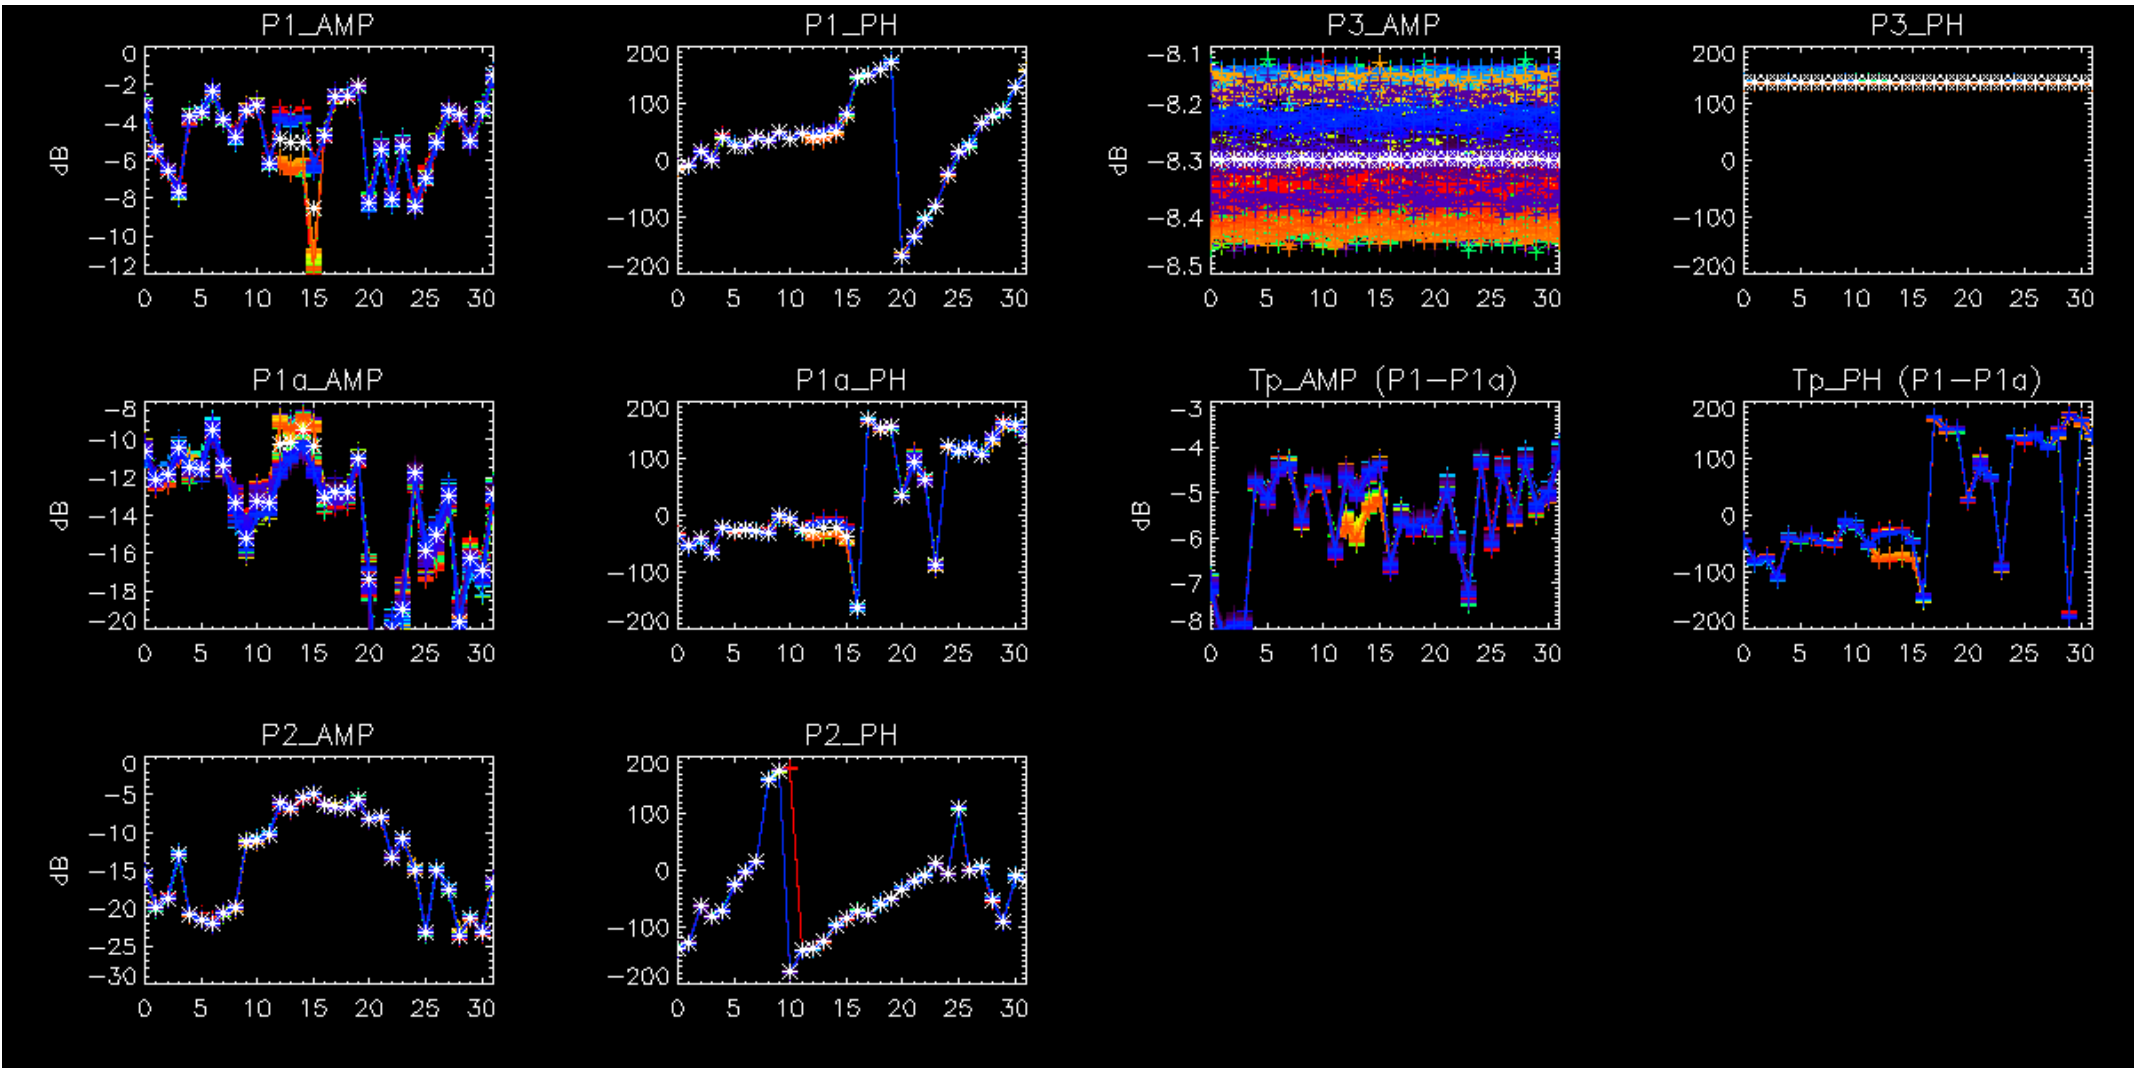 P1_AMP
P1_PH
P3_AMP
P3_PH
0
-2
-4
-6
-8
-10
-12
dB
0 5 10 15 20 25 30
200
100
0
-100
-200
0 5 10 15 20 25 30
-8.1
-8.2
-8.3
-8.4
-8.5
dB
0 5 10 15 20 25 30
200
100
0
-100
-200
0 5 10 15 20 25 30
P1a_AMP
P1a_PH
Tp_AMP (P1-P1a)
Tp_PH (P1-P1a)
-8
-10
-12
-14
-16
-18
-20
dB
0 5 10 15 20 25 30
200
100
0
-100
-200
0 5 10 15 20 25 30
-3
-4
-5
-6
-7
-8
dB
0 5 10 15 20 25 30
200
100
0
-100
-200
0 5 10 15 20 25 30
P2_AMP
P2_PH
0
-5
-10
-15
-20
-25
-30
dB
0 5 10 15 20 25 30
200
100
0
-100
-200
0 5 10 15 20 25 30